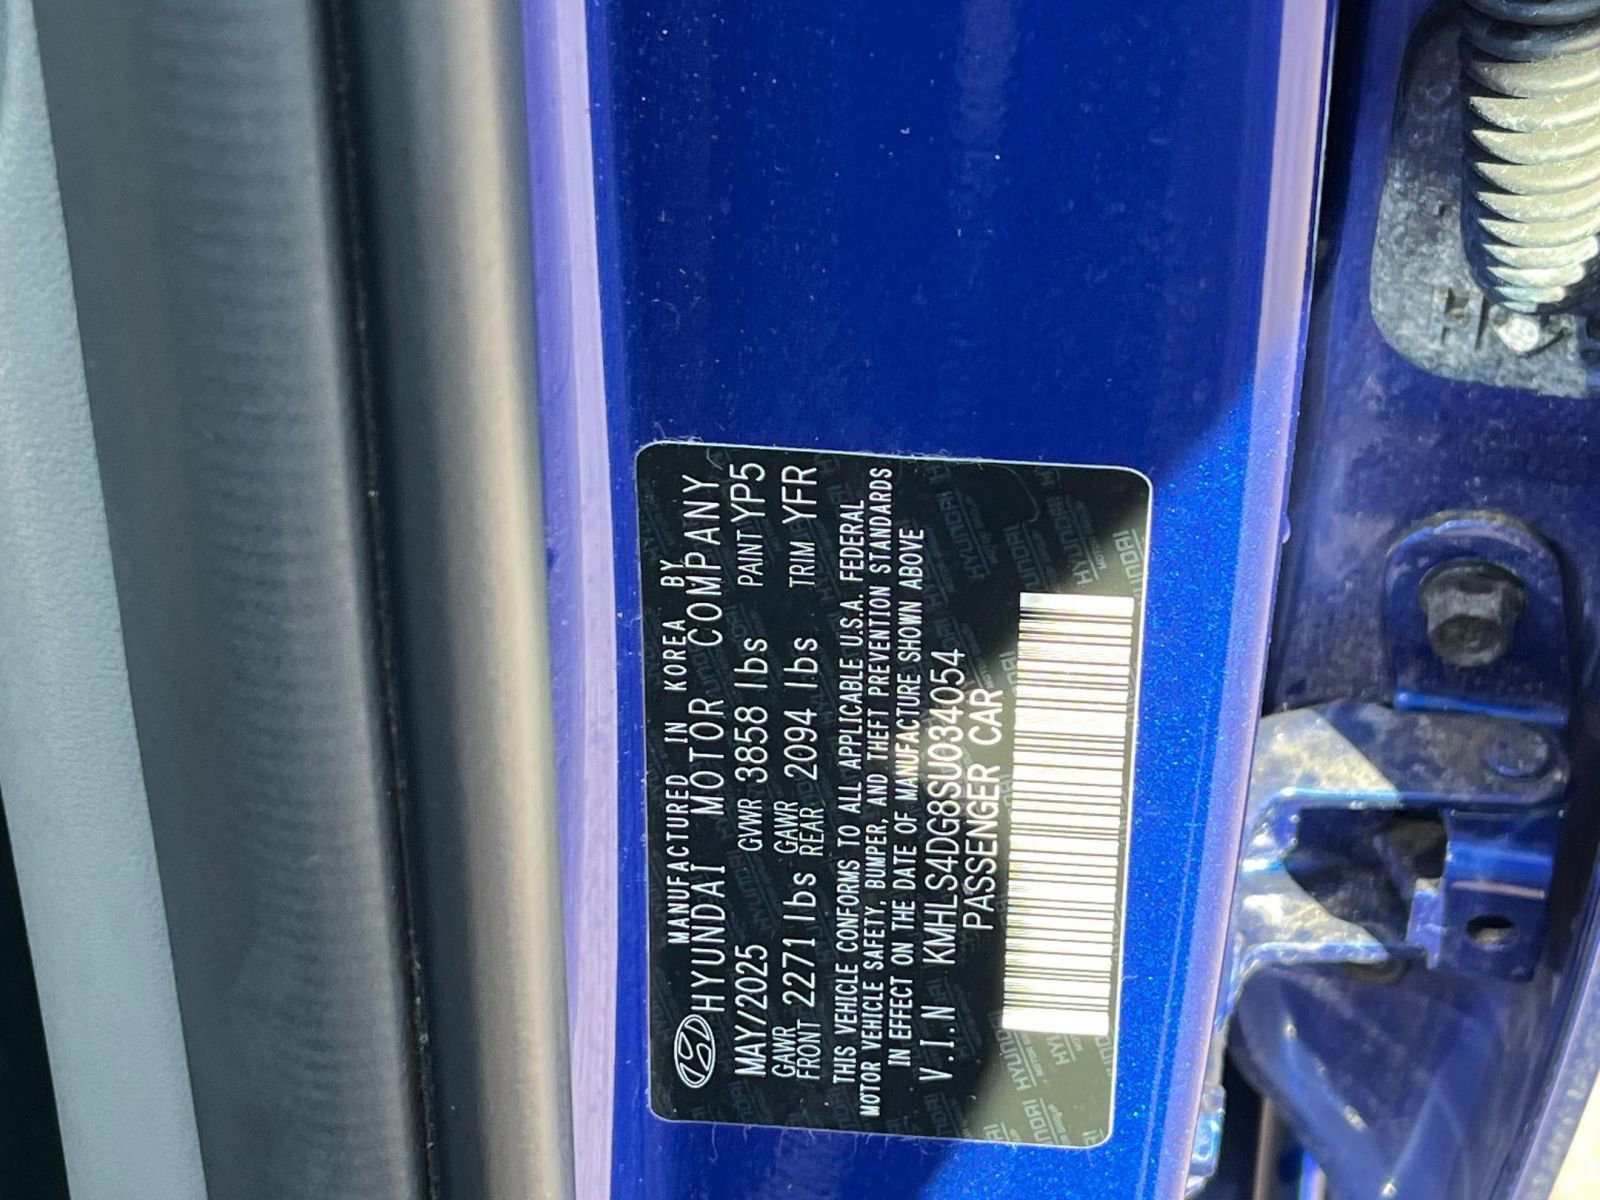 MANUFACTURED IN KOREA BY
HYUNDAI MOTOR COMPANY
MAY/2025 GVWR 3858 lbs PAINT YP5
GAWR FRONT 2271 lbs GAWR REAR 2094 lbs TRIM YFR
THIS VEHICLE CONFORMS TO ALL APPLICABLE U.S.A. FEDERAL
MOTOR VEHICLE SAFETY, BUMPER, AND THEFT PREVENTION STANDARDS
IN EFFECT ON THE DATE OF MANUFACTURE SHOWN ABOVE
V.I.N KMHLS4DG8SU034054
PASSENGER CAR